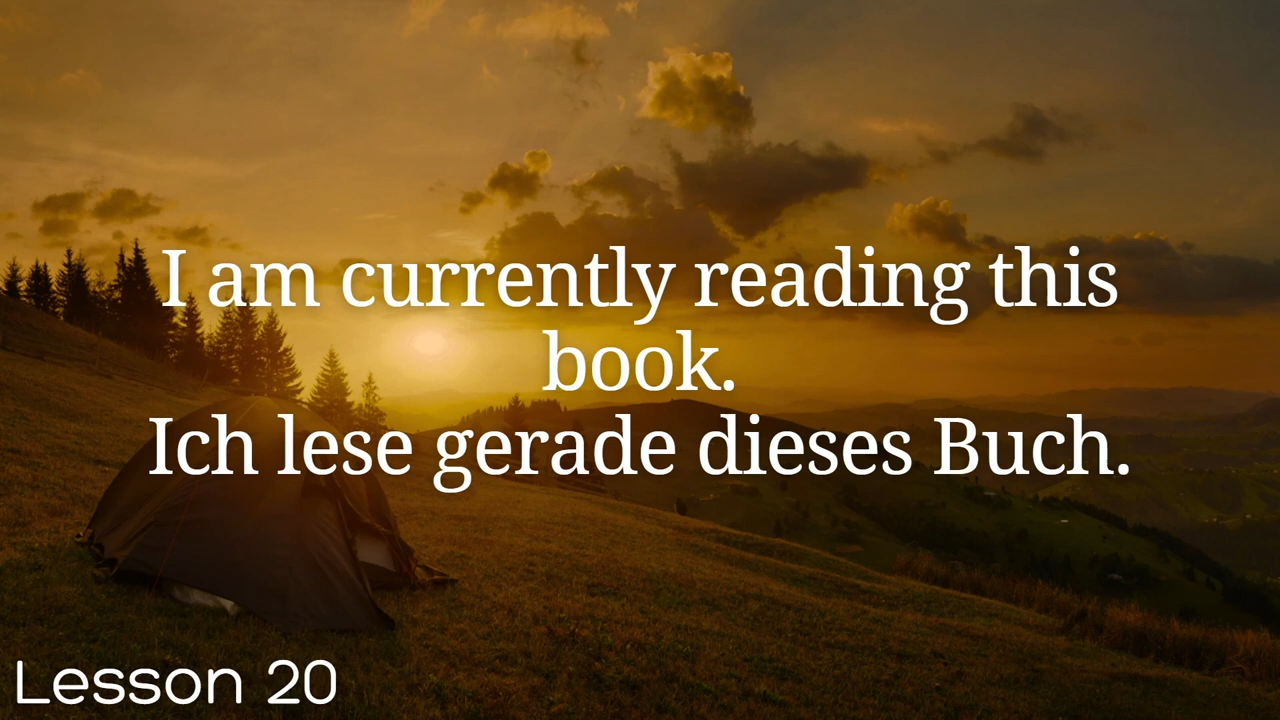 I am currently reading this
book.
Ich lese gerade dieses Buch.
Lesson 20